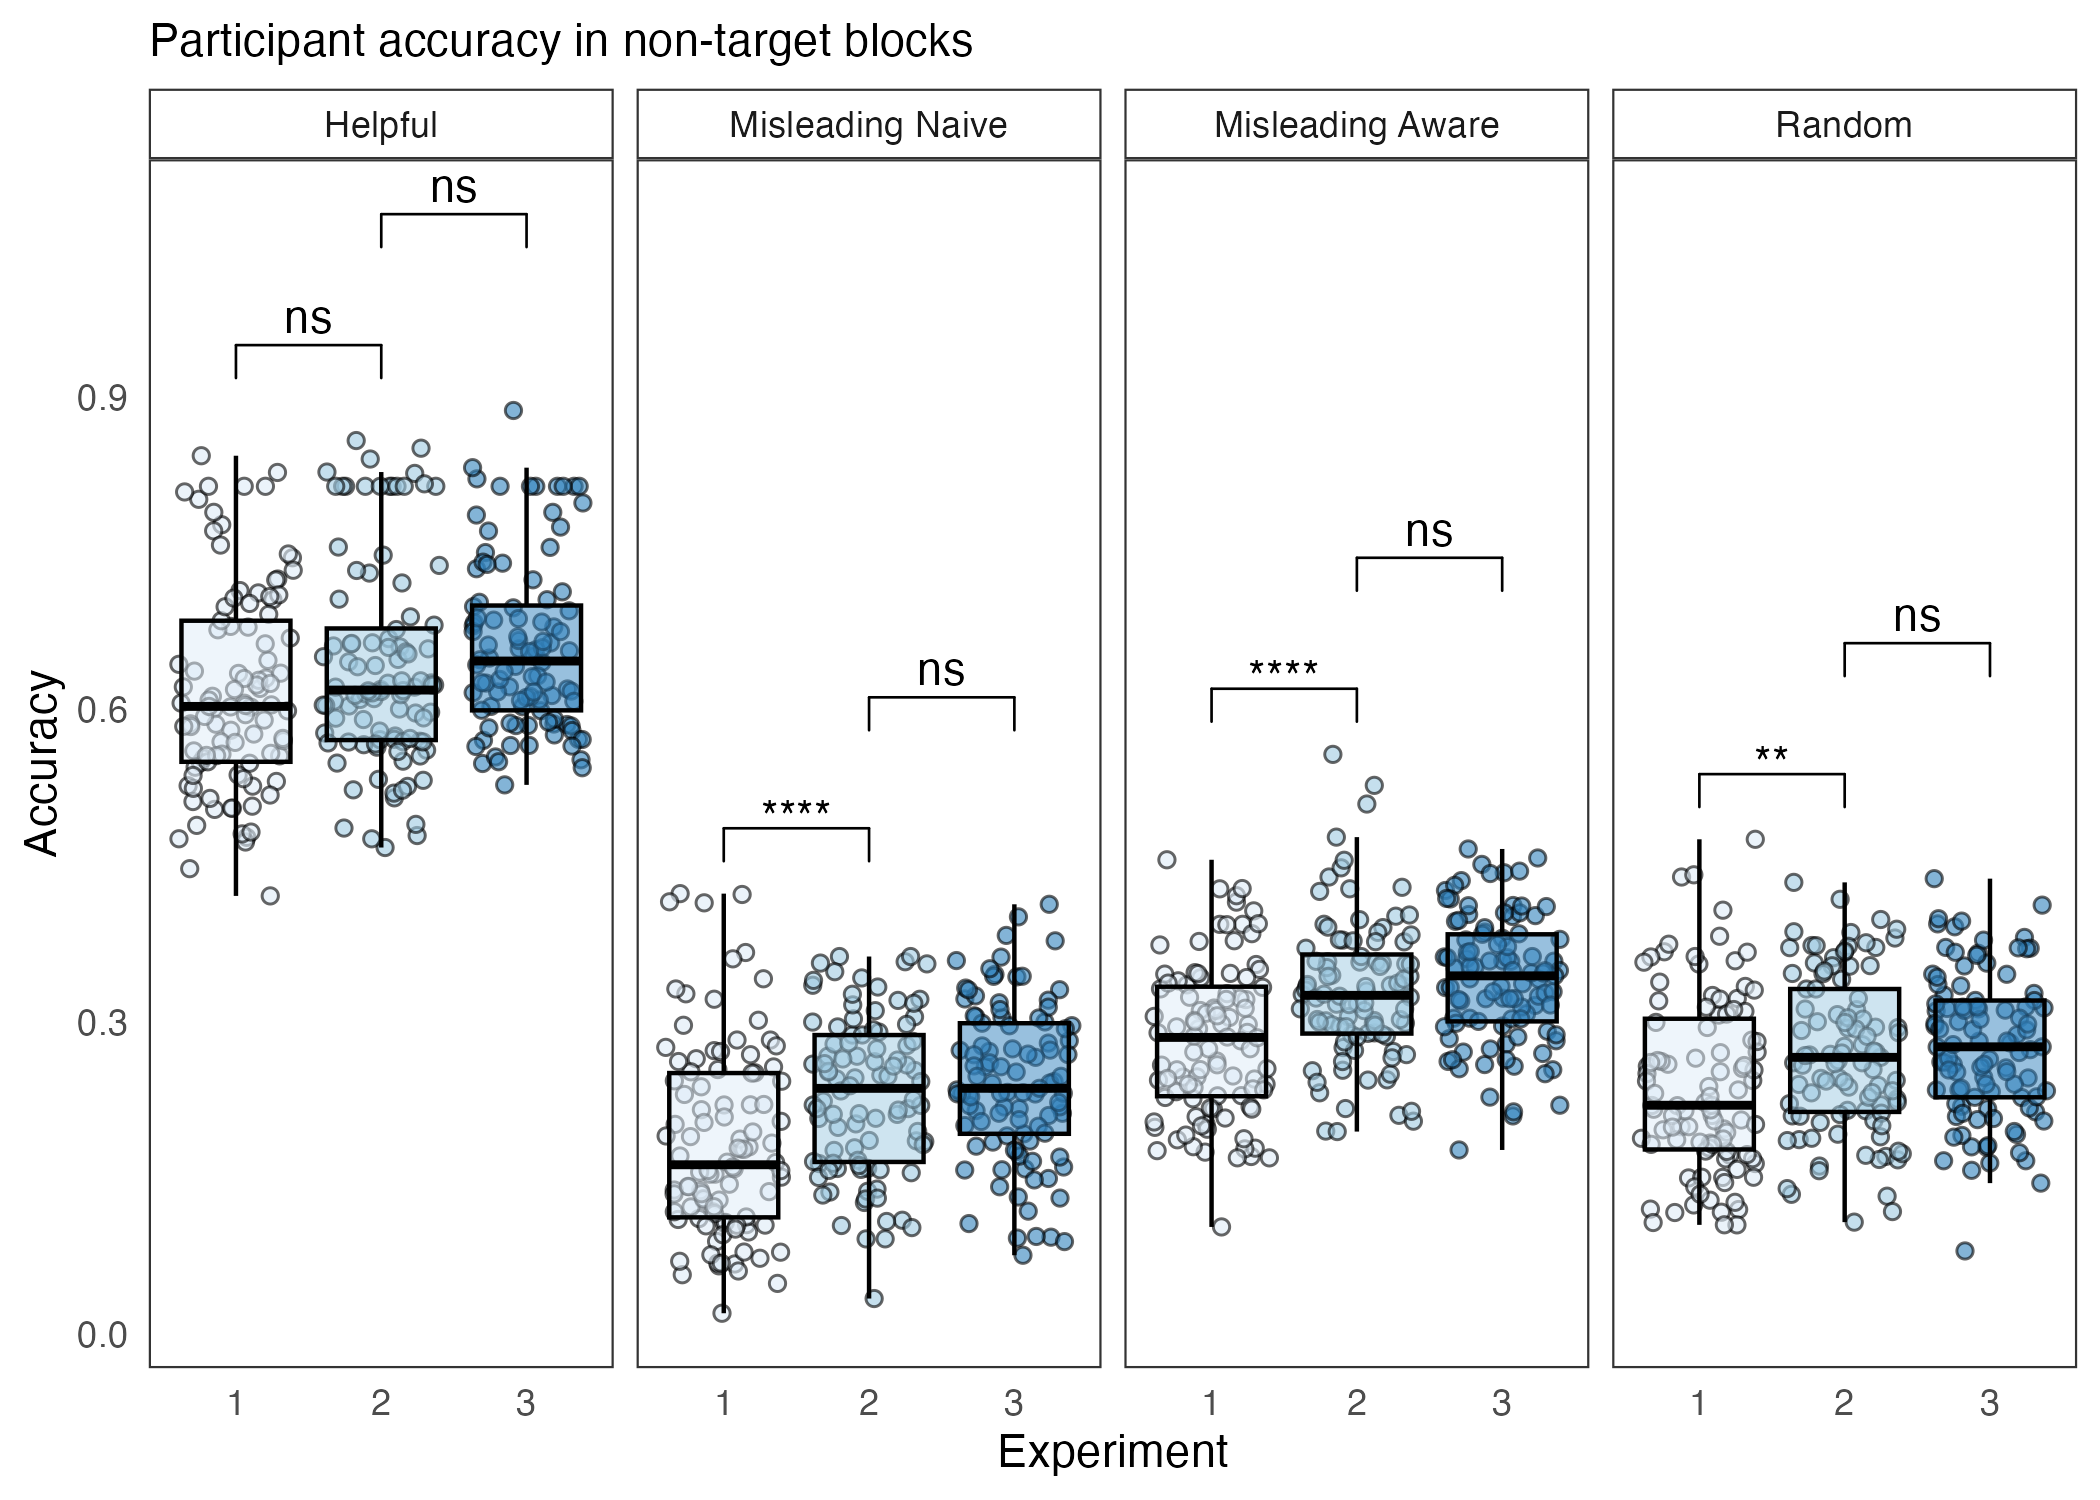 Participant accuracy in non-target blocks
Helpful
Misleading Naive
Misleading Aware
Random
ns
ns
ns
****
ns
****
ns
**
Accuracy
0.9
0.6
0.3
0.0
1 2 3
1 2 3
1 2 3
1 2 3
Experiment